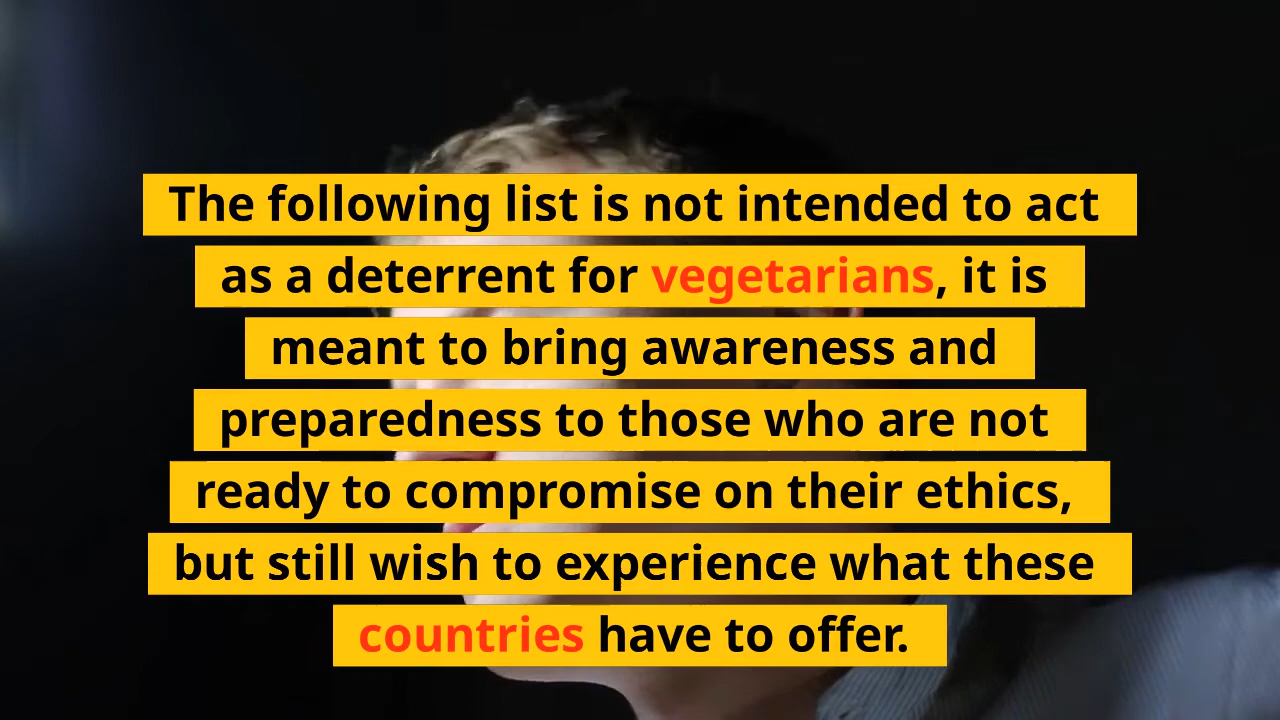 The following list is not intended to act
as a deterrent for vegetarians, it is
meant to bring awareness and
preparedness to those who are not
ready to compromise on their ethics,
but still wish to experience what these
countries have to offer.